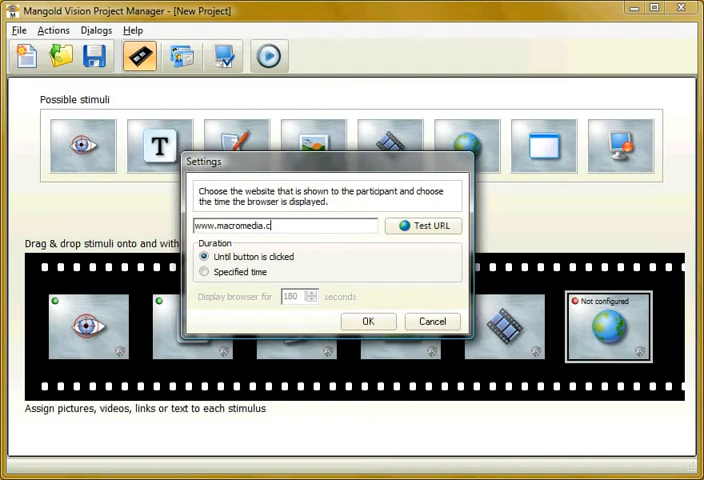 Mangold Vision Project Manager - [New Project]
File Actions Dialogs Help
Possible stimuli
T
Settings
Choose the website that is shown to the participant and choose
the time the browser is displayed.
www.macromedia.c
Test URL
Duration
Until button is clicked
Specified time
Display browser for 180 seconds
OK Cancel
Drag & drop stimuli onto and with
Not configured
Assign pictures, videos, links or text to each stimulus